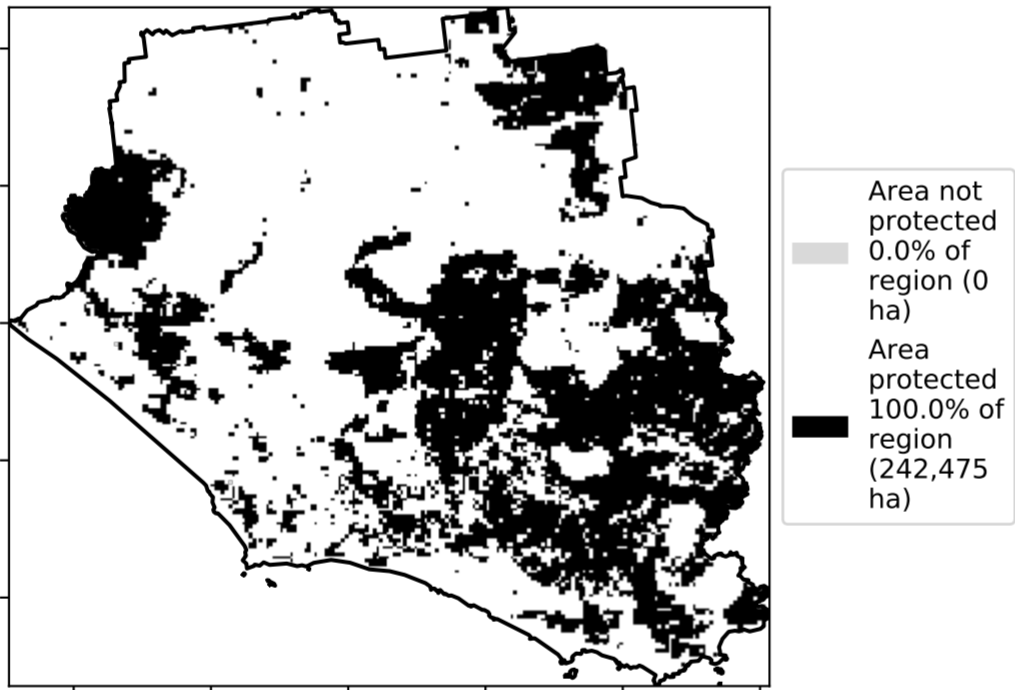 Area not
protected
0.0% of
region (0
ha)
Area
protected
100.0% of
region
(242,475
ha)